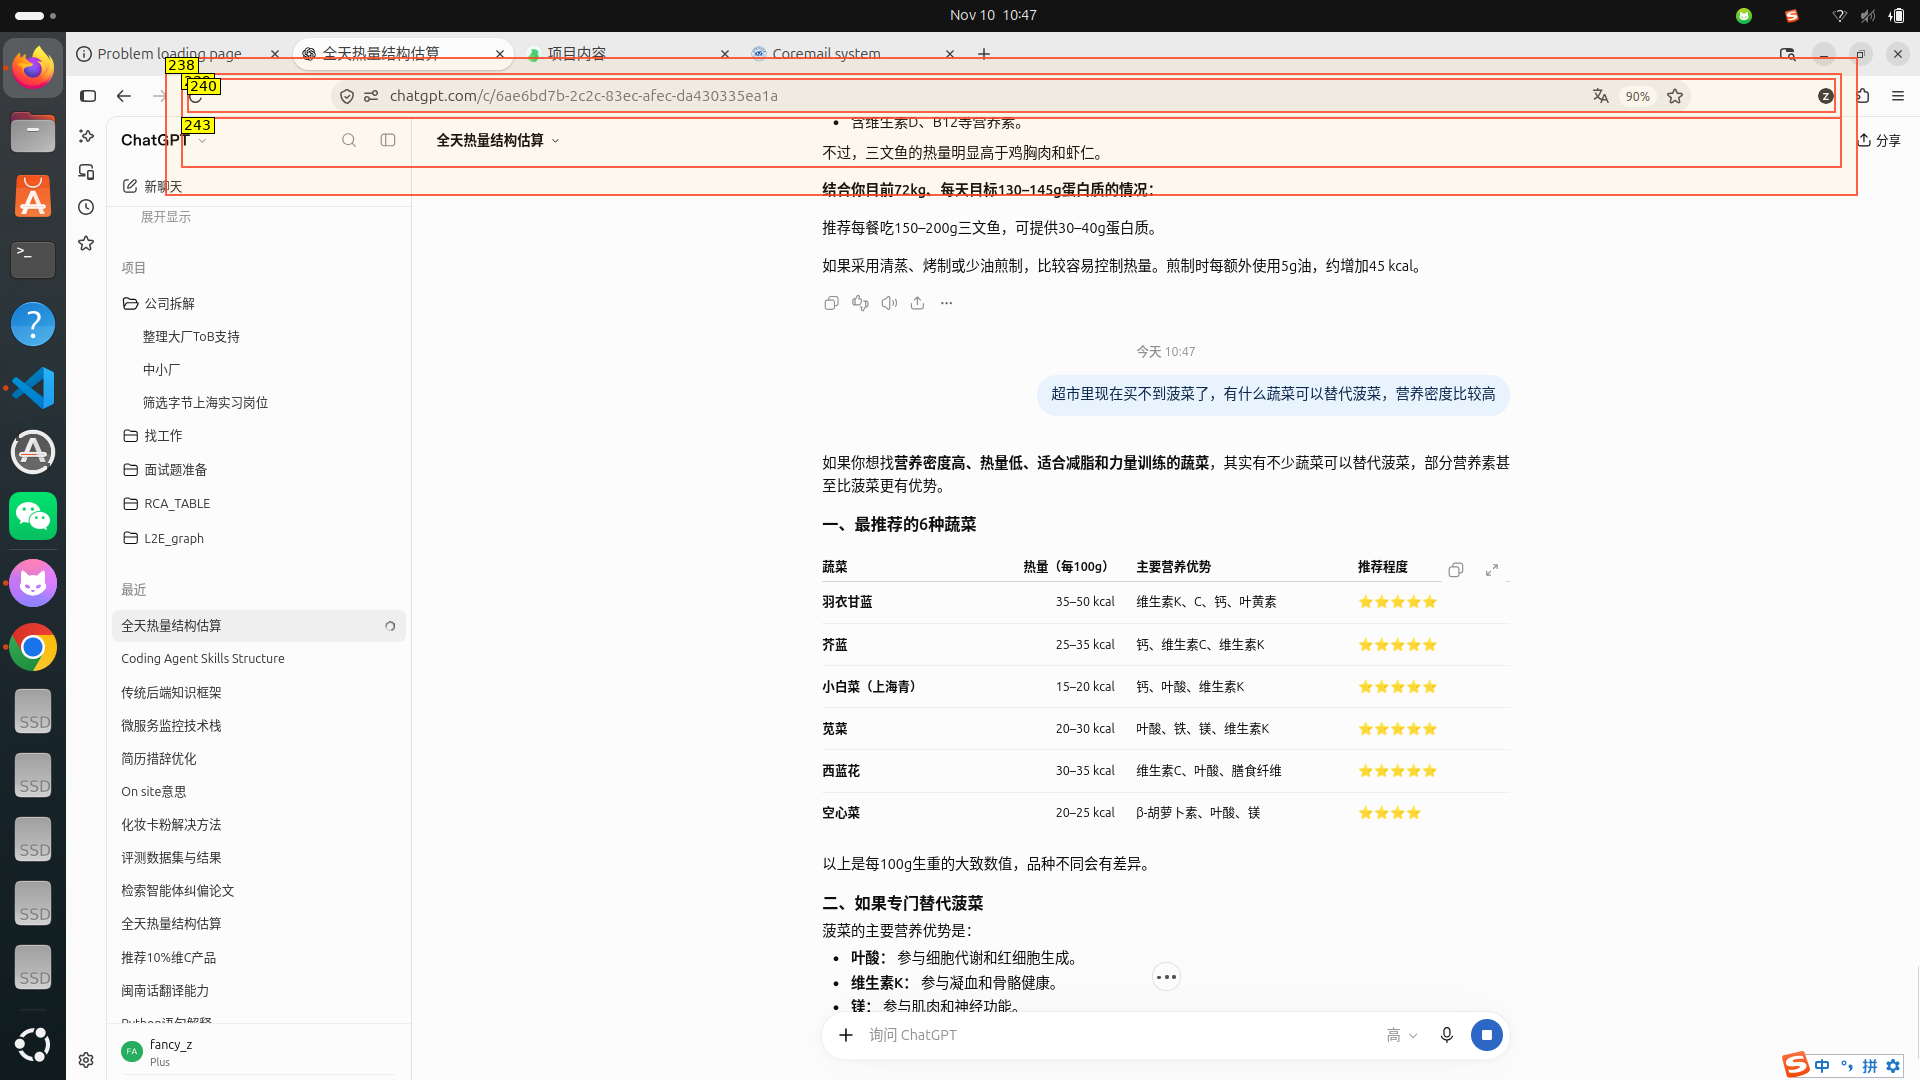 Nov 10 10:47
Problem loading page
全天热量结构估算
项目内容
Coremail system
238
240
243
chatgpt.com/c/6ae6bd7b-2c2c-83ec-afec-da430335ea1a
90%
Z
ChatGPT
新聊天
展开显示
项目
公司拆解
整理大厂ToB支持
中小厂
筛选字节上海实习岗位
找工作
面试题准备
RCA_TABLE
L2E_graph
最近
全天热量结构估算
Coding Agent Skills Structure
传统后端知识框架
微服务监控技术栈
简历措辞优化
On site意思
化妆卡粉解决方法
评测数据集与结果
检索智能体纠偏论文
全天热量结构估算
推荐10%维C产品
闽南话翻译能力
Python语句解释
FA
fancy_z
Plus
全天热量结构估算
分享
含维生素D、B12等营养素。
不过，三文鱼的热量明显高于鸡胸肉和虾仁。
结合你目前72kg、每天目标130–145g蛋白质的情况：
推荐每餐吃150–200g三文鱼，可提供30–40g蛋白质。
如果采用清蒸、烤制或少油煎制，比较容易控制热量。煎制时每额外使用5g油，约增加45 kcal。
今天 10:47
超市里现在买不到菠菜了，有什么蔬菜可以替代菠菜，营养密度比较高
如果你想找营养密度高、热量低、适合减脂和力量训练的蔬菜，其实有不少蔬菜可以替代菠菜，部分营养素甚
至比菠菜更有优势。
一、最推荐的6种蔬菜
蔬菜 热量（每100g） 主要营养优势 推荐程度
羽衣甘蓝 35–50 kcal 维生素K、C、钙、叶黄素 ⭐⭐⭐⭐⭐
芥蓝 25–35 kcal 钙、维生素C、维生素K ⭐⭐⭐⭐⭐
小白菜（上海青） 15–20 kcal 钙、叶酸、维生素K ⭐⭐⭐⭐⭐
苋菜 20–30 kcal 叶酸、铁、镁、维生素K ⭐⭐⭐⭐⭐
西蓝花 30–35 kcal 维生素C、叶酸、膳食纤维 ⭐⭐⭐⭐⭐
空心菜 20–25 kcal β-胡萝卜素、叶酸、镁 ⭐⭐⭐⭐
以上是每100g生重的大致数值，品种不同会有差异。
二、如果专门替代菠菜
菠菜的主要营养优势是：
叶酸： 参与细胞代谢和红细胞生成。
维生素K： 参与凝血和骨骼健康。
镁： 参与肌肉和神经功能。
询问 ChatGPT
高
SSD
SSD
SSD
SSD
SSD
中
拼